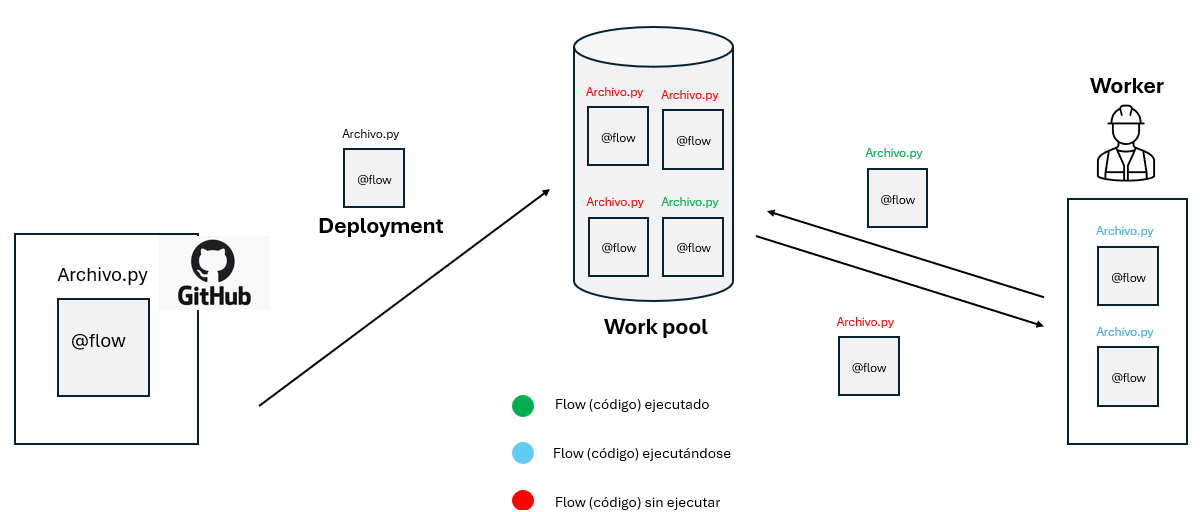 Archivo.py
@flow
GitHub
Archivo.py
@flow
Deployment
Archivo.py
Archivo.py
@flow
@flow
Archivo.py
Archivo.py
@flow
@flow
Work pool
Archivo.py
@flow
Archivo.py
@flow
Worker
Archivo.py
@flow
Archivo.py
@flow
Flow (código) ejecutado
Flow (código) ejecutándose
Flow (código) sin ejecutar